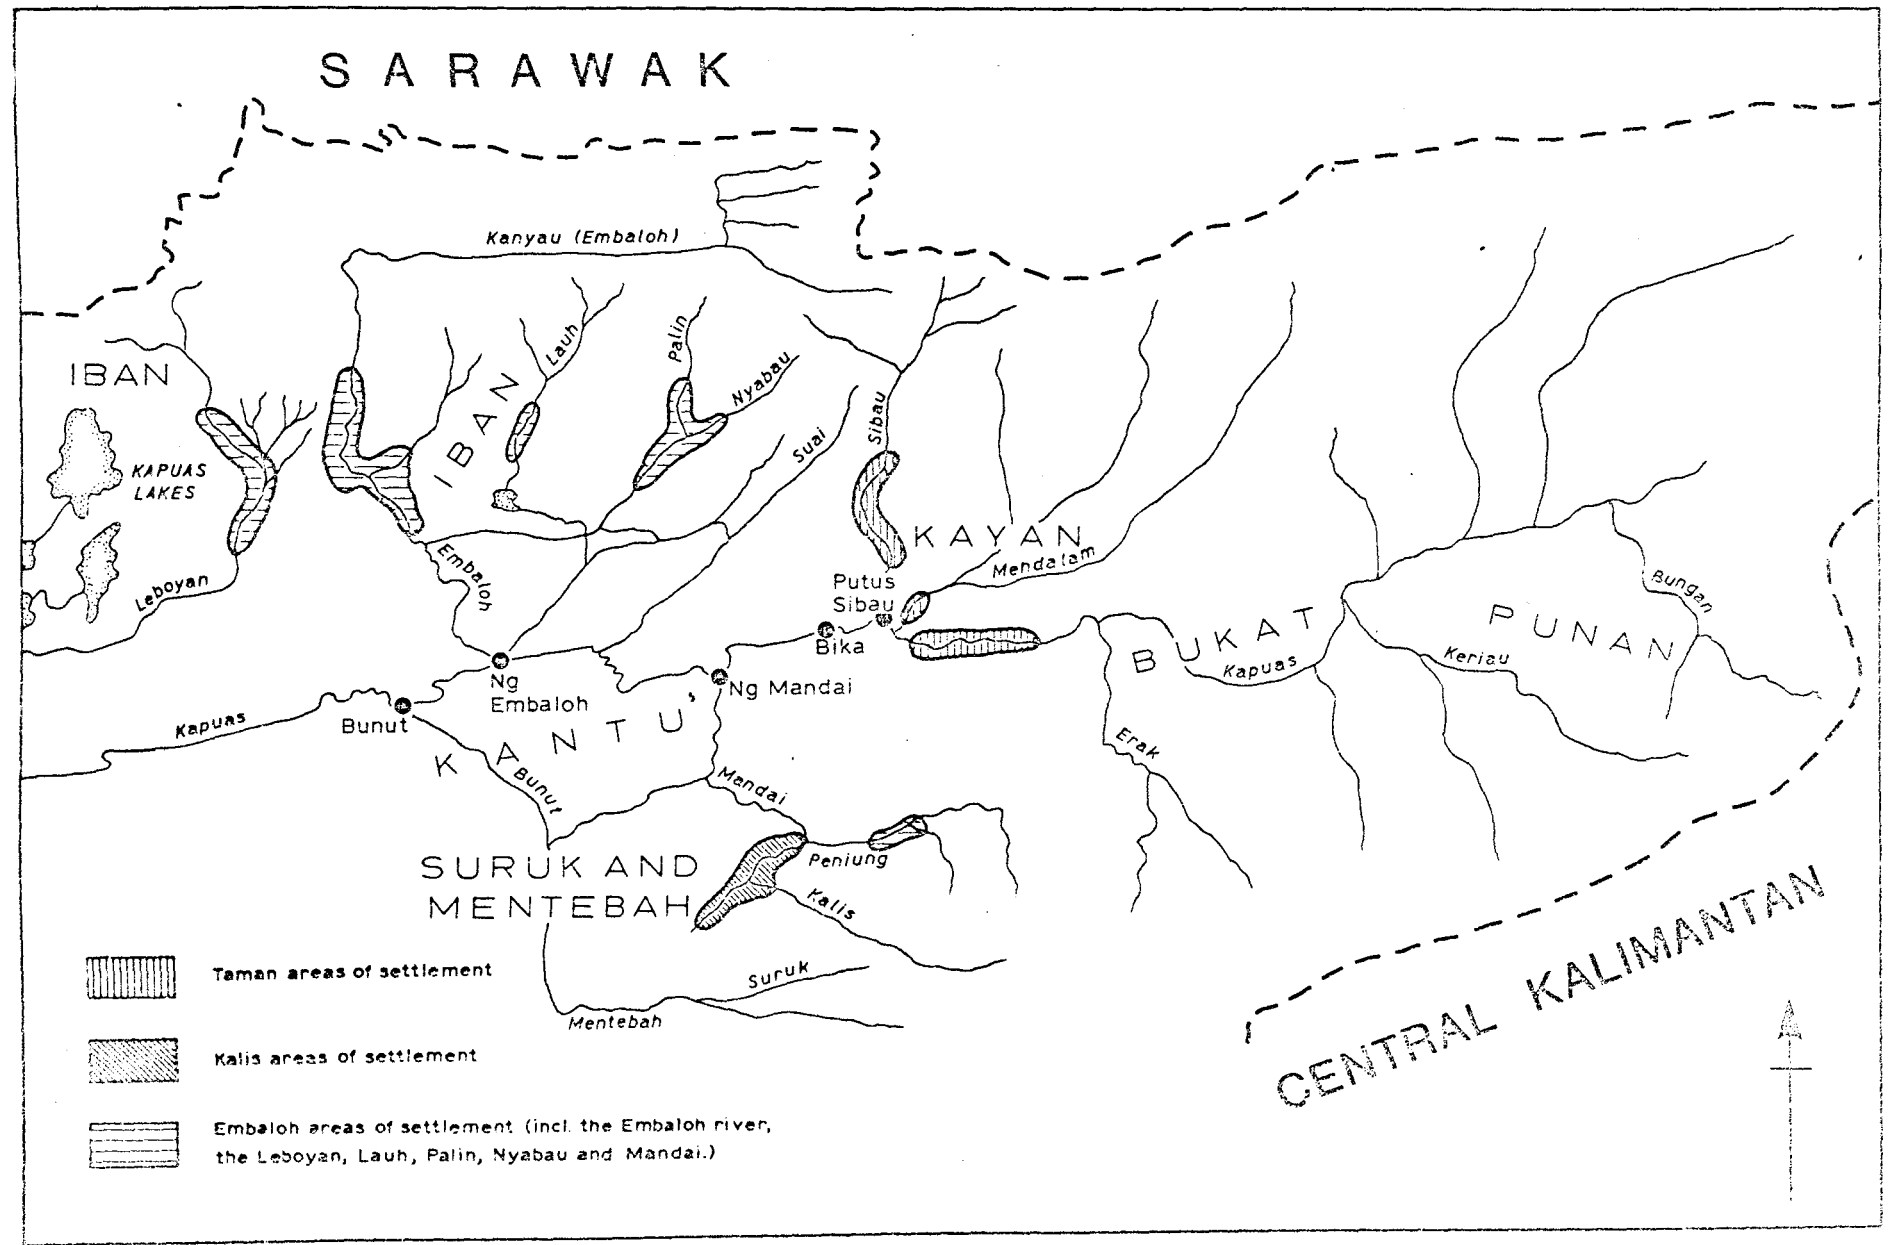 SARAWAK
Kanyau (Embaloh)
IBAN
KAPUAS
LAKES
Leboyan
IBAN
Lauh
Palin
Nyabau
Suai
Sibau
Embaloh
KAYAN
Mendalam
Putus
Sibau
Bika
Ng
Embaloh
Ng Mandai
Bunut
Kapuas
KANTU'
Bunut
Mandai
BUKAT
Kapuas
PUNAN
Bungan
Keriau
Erak
SURUK AND
MENTEBAH
Peniung
Kalis
Suruk
Mentebah
CENTRAL KALIMANTAN
Taman areas of settlement
Kalis areas of settlement
Embaloh areas of settlement (incl. the Embaloh river,
the Leboyan, Lauh, Palin, Nyabau and Mandai.)